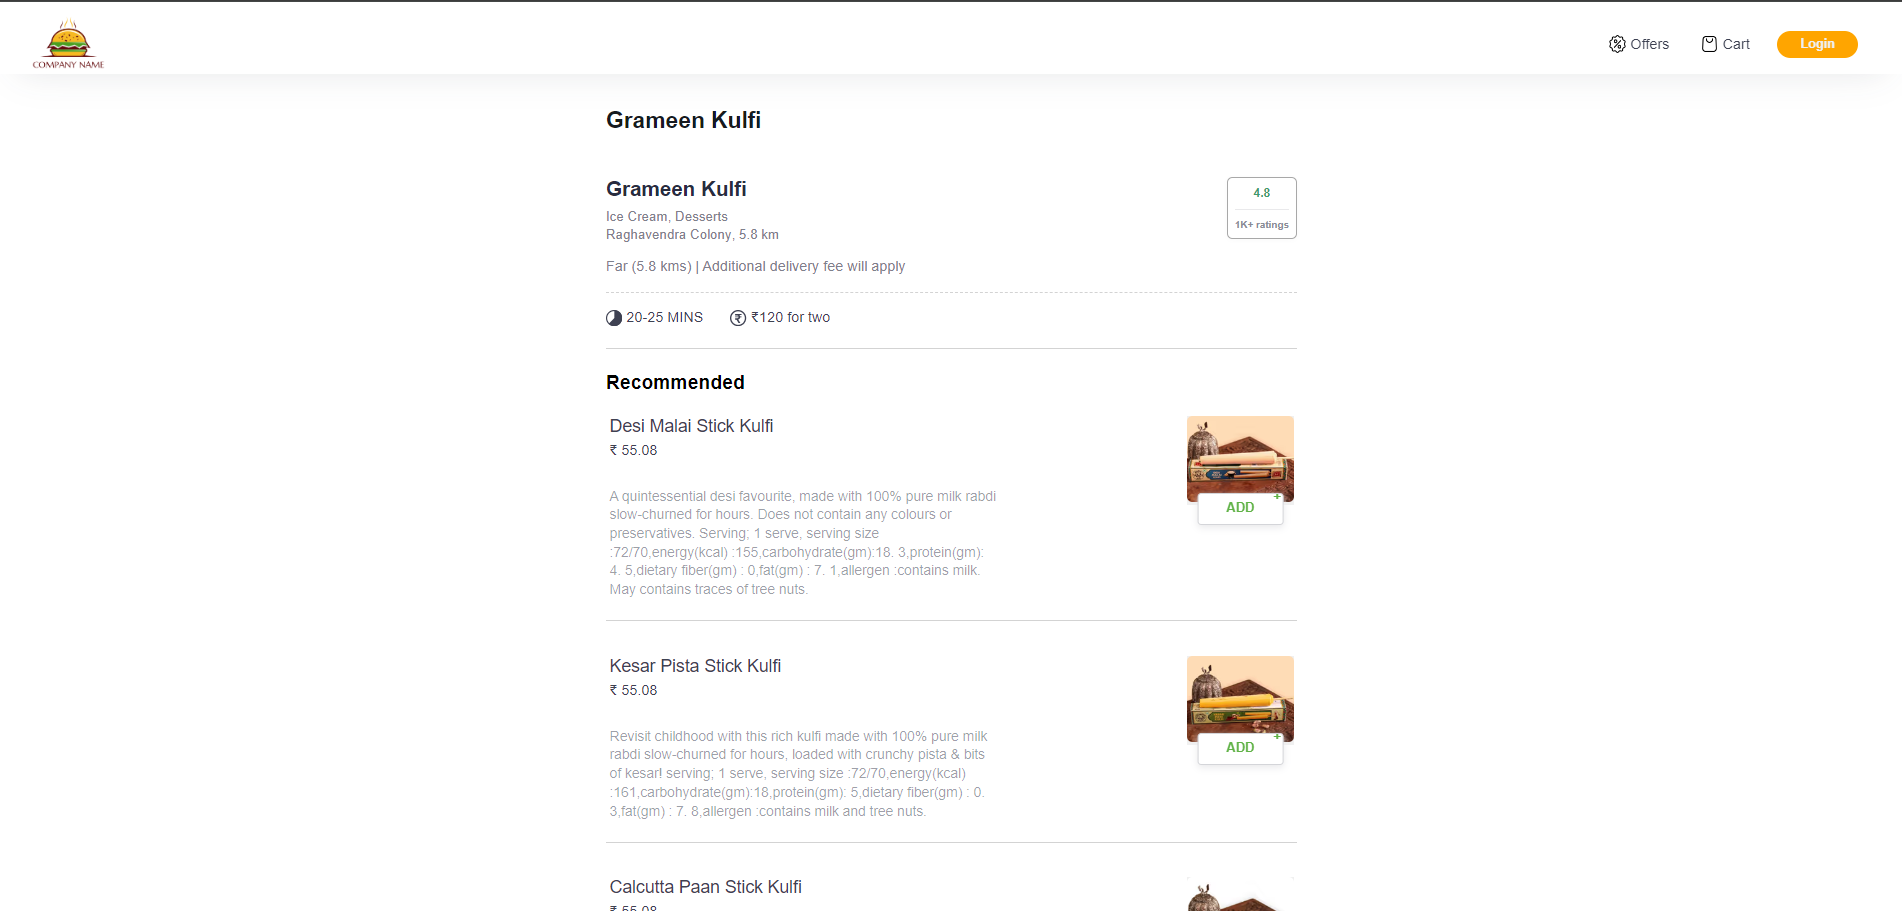 COMPANY NAME
Offers
Cart
Login
Grameen Kulfi
Grameen Kulfi
4.8
Ice Cream, Desserts
1K+ ratings
Raghavendra Colony, 5.8 km
Far (5.8 kms) | Additional delivery fee will apply
20-25 MINS
₹120 for two
Recommended
Desi Malai Stick Kulfi
₹ 55.08
A quintessential desi favourite, made with 100% pure milk rabdi
slow-churned for hours. Does not contain any colours or
preservatives. Serving; 1 serve, serving size
:72/70,energy(kcal) :155,carbohydrate(gm):18. 3,protein(gm):
4. 5,dietary fiber(gm) : 0,fat(gm) : 7. 1,allergen :contains milk.
May contains traces of tree nuts.
ADD
+
Kesar Pista Stick Kulfi
₹ 55.08
Revisit childhood with this rich kulfi made with 100% pure milk
rabdi slow-churned for hours, loaded with crunchy pista & bits
of kesar! serving; 1 serve, serving size :72/70,energy(kcal)
:161,carbohydrate(gm):18,protein(gm): 5,dietary fiber(gm) : 0.
3,fat(gm) : 7. 8,allergen :contains milk and tree nuts.
ADD
+
Calcutta Paan Stick Kulfi
₹ 55.08